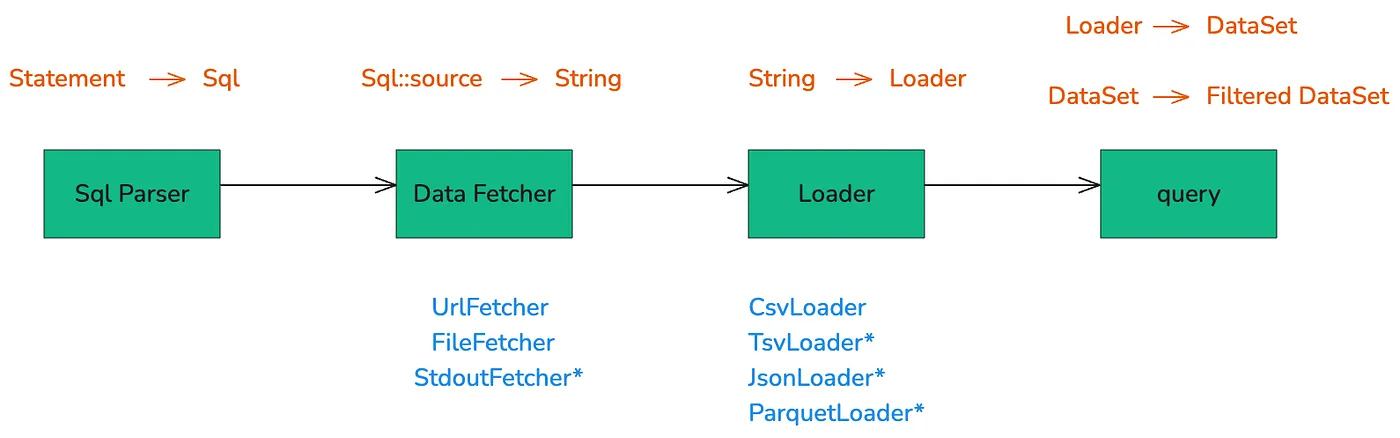 Loader → DataSet
Statement → Sql
Sql::source → String
String → Loader
DataSet → Filtered DataSet
Sql Parser
Data Fetcher
Loader
query
UrlFetcher
FileFetcher
StdoutFetcher*
CsvLoader
TsvLoader*
JsonLoader*
ParquetLoader*